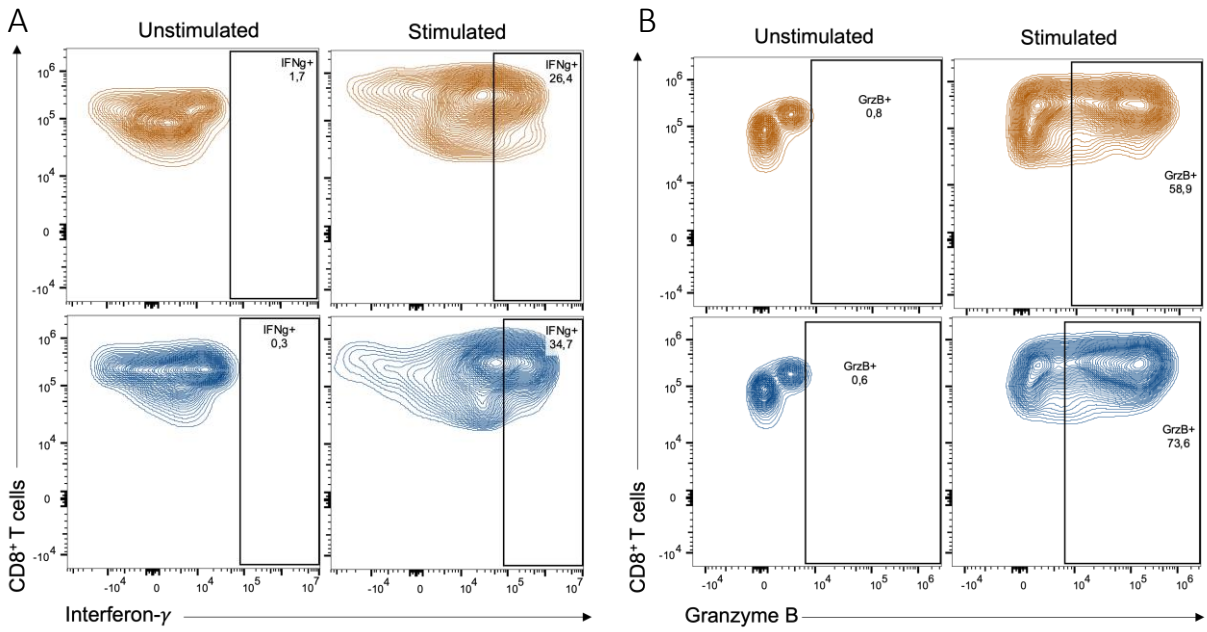 A
Unstimulated
Stimulated
CD8⁺ T cells
10⁶
10⁵
10⁴
0
-10⁴
IFNg+
1,7
IFNg+
26,4
10⁶
10⁵
10⁴
0
-10⁴
IFNg+
0,3
IFNg+
34,7
-10⁴
0
10⁴
10⁵
10⁷
-10⁴
0
10⁴
10⁵
10⁶
10⁷
Interferon-γ
B
Unstimulated
Stimulated
CD8⁺ T cells
10⁶
10⁵
10⁴
0
-10⁴
GrzB+
0,8
GrzB+
58,9
10⁶
10⁵
10⁴
0
-10⁴
GrzB+
0,6
GrzB+
73,6
-10⁴
0
10⁴
10⁵
10⁶
-10⁴
0
10⁴
10⁵
10⁶
Granzyme B